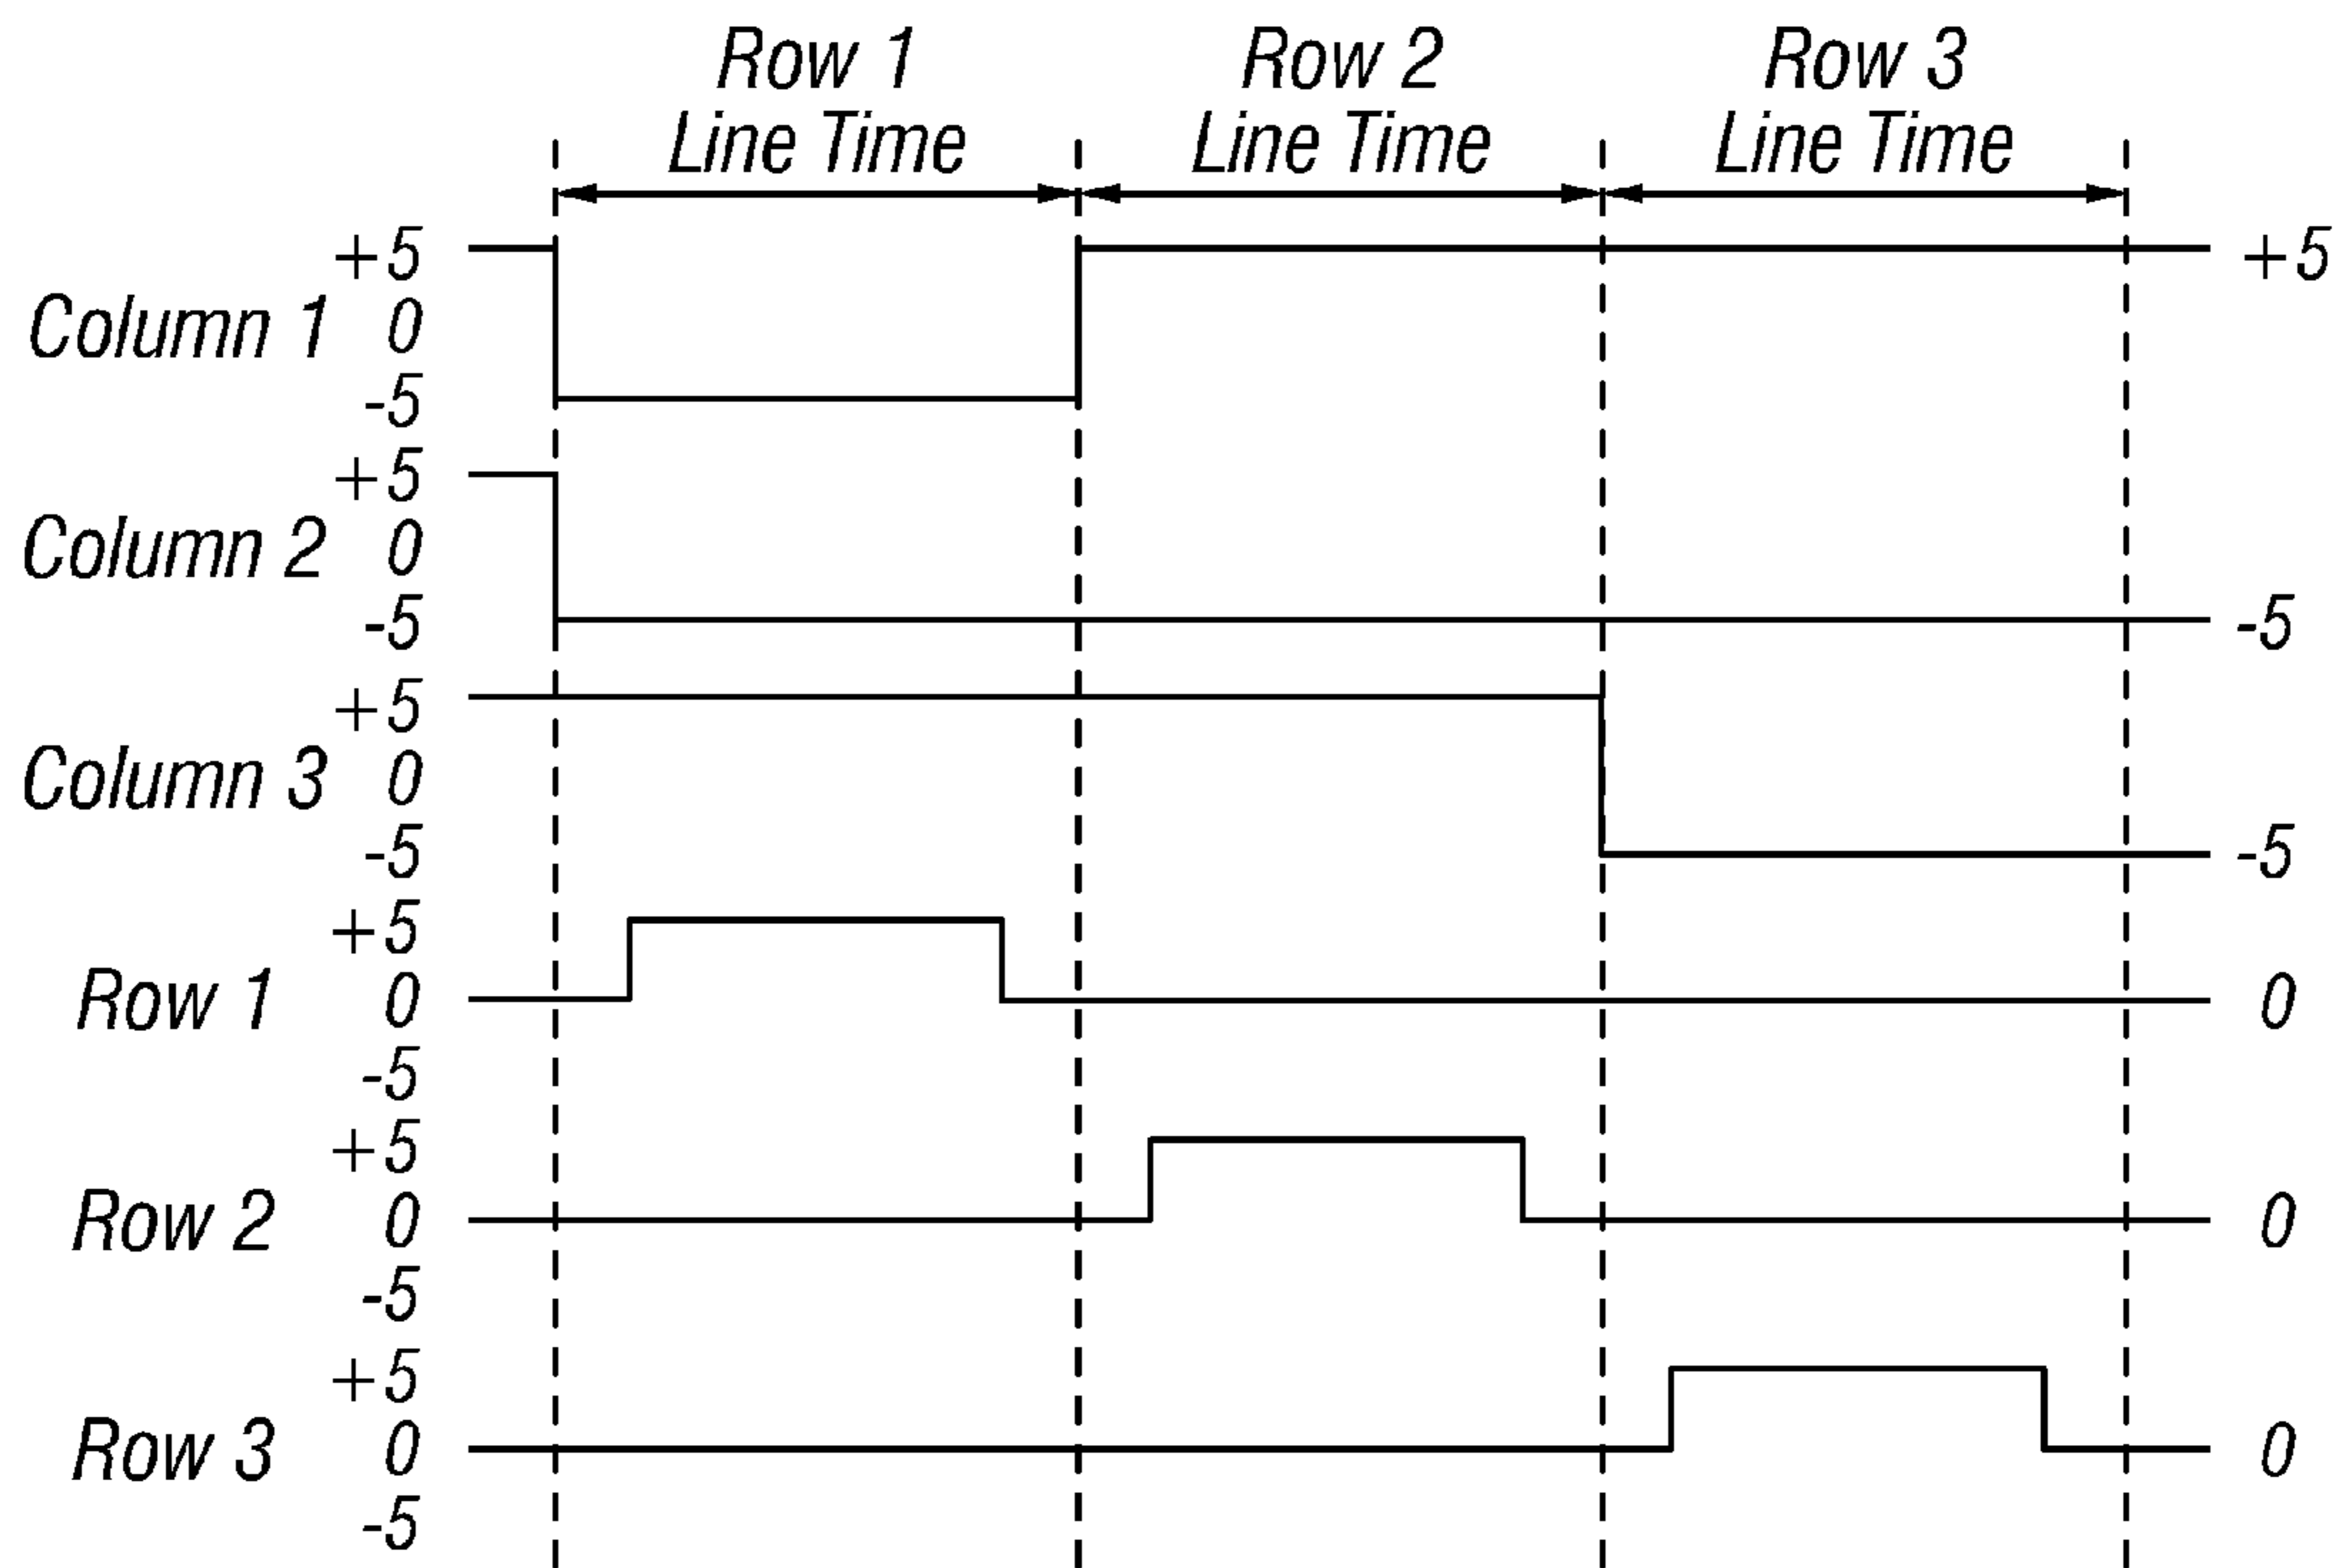 Row 1 Row 2 Row 3
Line Time Line Time Line Time
+5 +5
Column 1 0
-5
+5
Column 2 0
-5 -5
+5
Column 3 0
-5 -5
+5
Row 1 0 0
-5
+5
Row 2 0 0
-5
+5
Row 3 0 0
-5